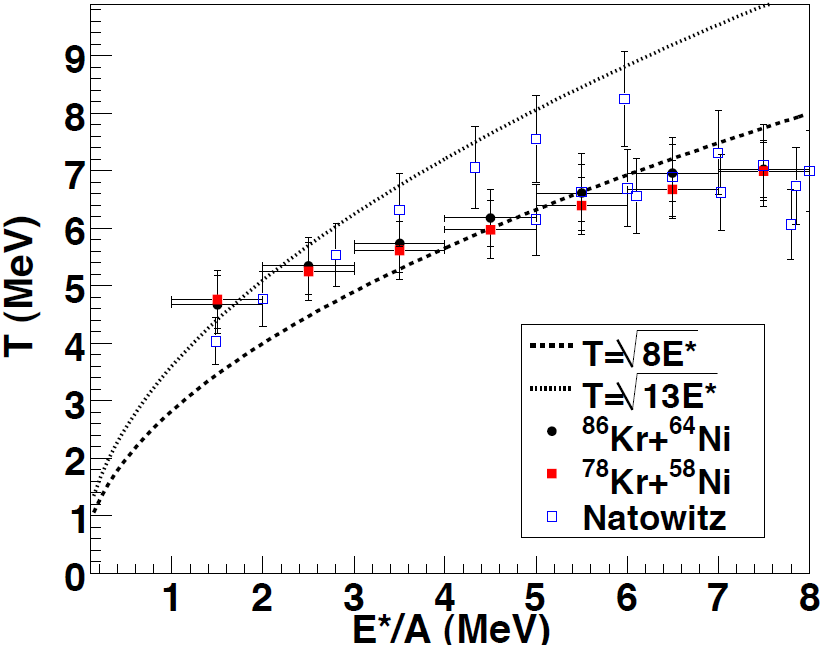 9
8
7
6
5
4
3
2
1
0
T (MeV)
1 2 3 4 5 6 7 8
E*/A (MeV)
T=√8E*
T=√13E*
⁸⁶Kr+⁶⁴Ni
⁷⁸Kr+⁵⁸Ni
Natowitz